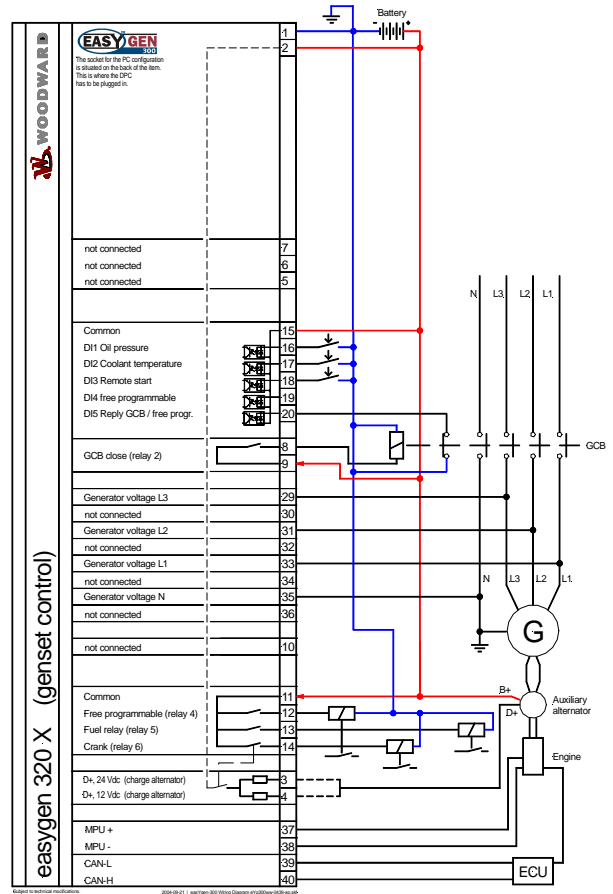 Battery
WOODWARD
EASYGEN
300
The socket for the PC configuration
is situated on the back of the item.
This is where the DPC
has to be plugged in.
1
2
not connected 7
not connected 6
not connected 5
N L3 L2 L1
Common 15
DI1 Oil pressure 16
DI2 Coolant temperature 17
DI3 Remote start 18
DI4 free programmable 19
DI5 Reply GCB / free progr. 20
GCB close (relay 2) 8
9
GCB
Generator voltage L3 29
not connected 30
Generator voltage L2 31
not connected 32
Generator voltage L1 33
not connected 34
Generator voltage N 35
not connected 36
N L3 L2 L1
G
not connected 10
Common 11
Free programmable (relay 4) 12
Fuel relay (relay 5) 13
Crank (relay 6) 14
B+
D+
Auxiliary
alternator
D+, 24 Vdc (charge alternator) 3
D+, 12 Vdc (charge alternator) 4
Engine
MPU + 37
MPU - 38
CAN-L 39
CAN-H 40
ECU
easygen 320 X (genset control)
Subject to technical modifications.